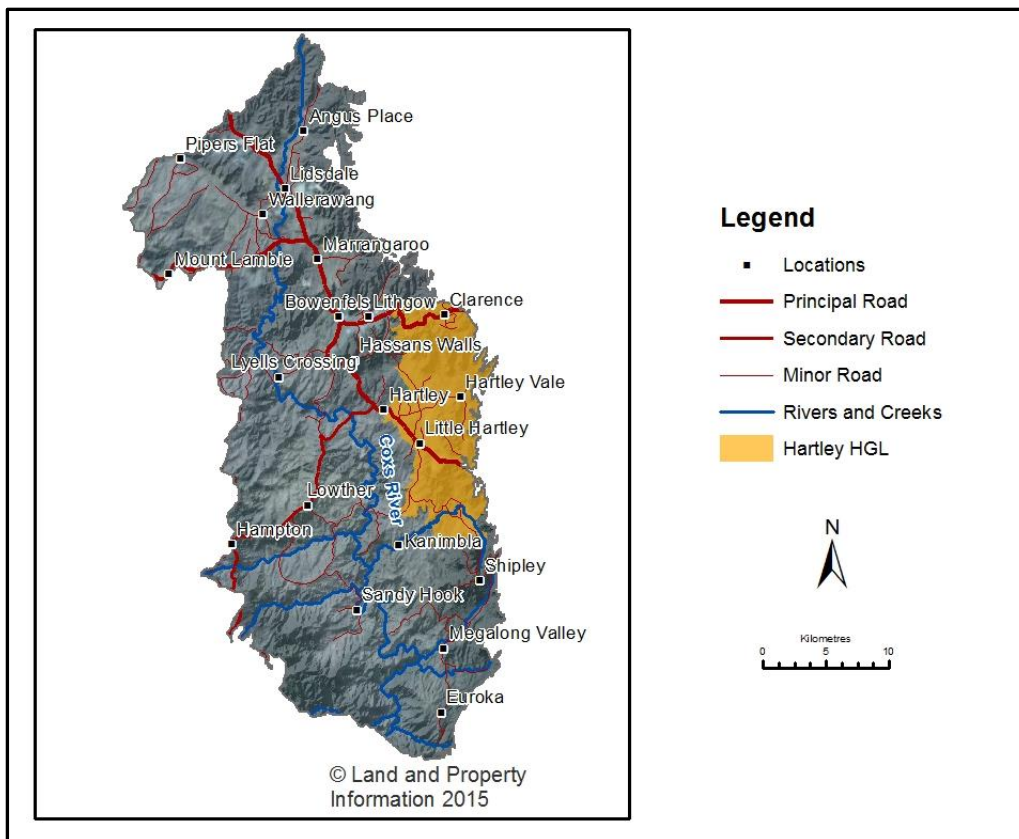 Angus Place
Pipers Flat
Lidsdale
Wallerawang
Marrangaroo
Mount Lambie
Bowenfels
Lithgow
Clarence
Hassans Walls
Lyells Crossing
Hartley Vale
Hartley
Little Hartley
Coxs River
Lowther
Hampton
Kanimbla
Shipley
Sandy Hook
Megalong Valley
Euroka
© Land and Property
Information 2015
Legend
Locations
Principal Road
Secondary Road
Minor Road
Rivers and Creeks
Hartley HGL
N
Kilometres
0 5 10